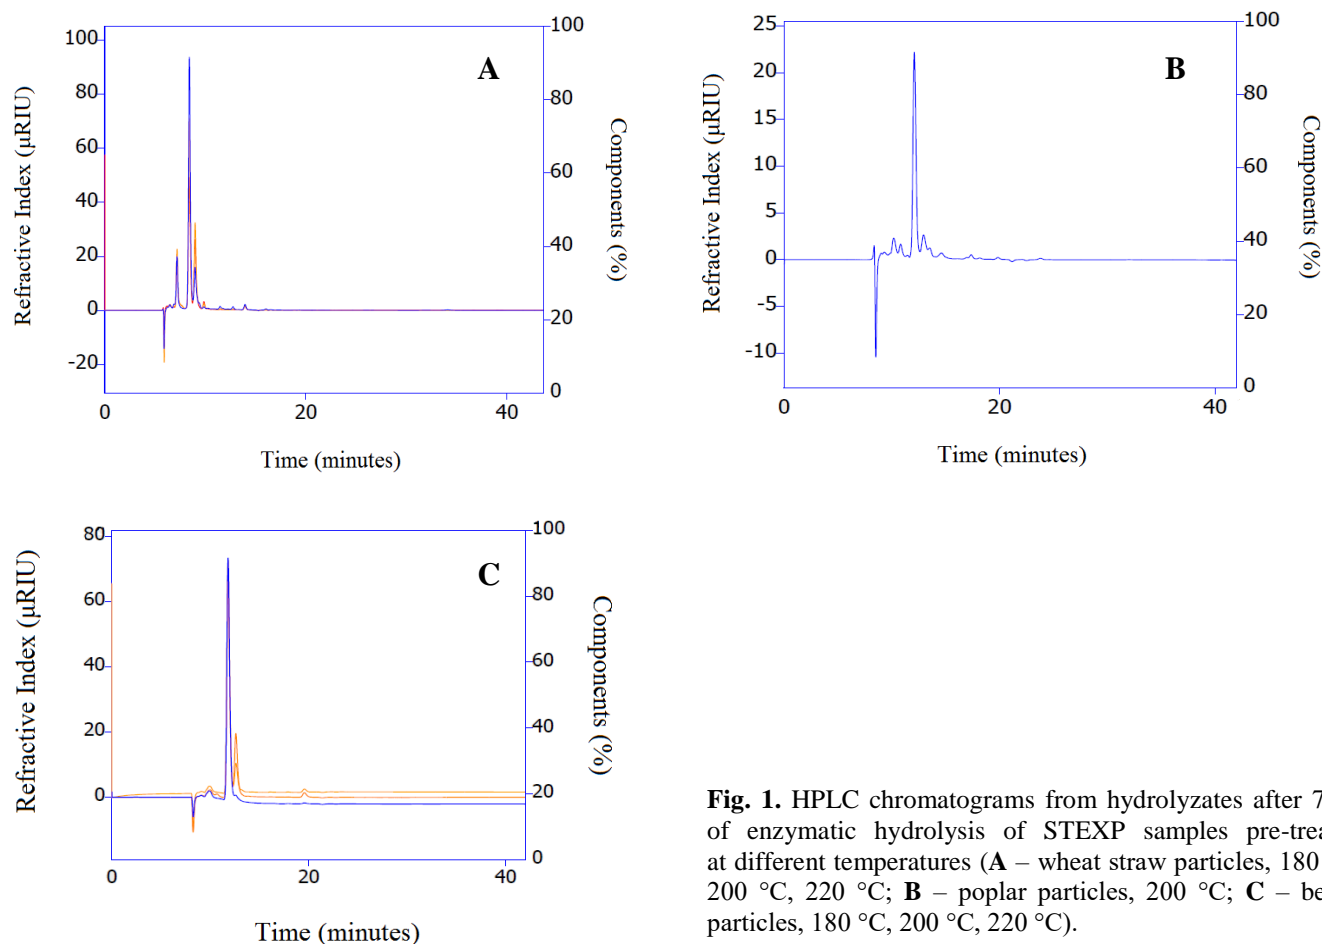 A
Refractive Index (μRIU)
100
80
60
40
20
0
-20
100
80
60
40
20
0
Components (%)
0 20 40
Time (minutes)
B
Refractive Index (μRIU)
25
20
15
10
5
0
-5
-10
100
80
60
40
20
0
Components (%)
0 20 40
Time (minutes)
C
Refractive Index (μRIU)
80
60
40
20
0
100
80
60
40
20
0
Components (%)
0 20 40
Time (minutes)
Fig. 1. HPLC chromatograms from hydrolyzates after 7
of enzymatic hydrolysis of STEXP samples pre-trea
at different temperatures (A – wheat straw particles, 180
200 °C, 220 °C; B – poplar particles, 200 °C; C – be
particles, 180 °C, 200 °C, 220 °C).